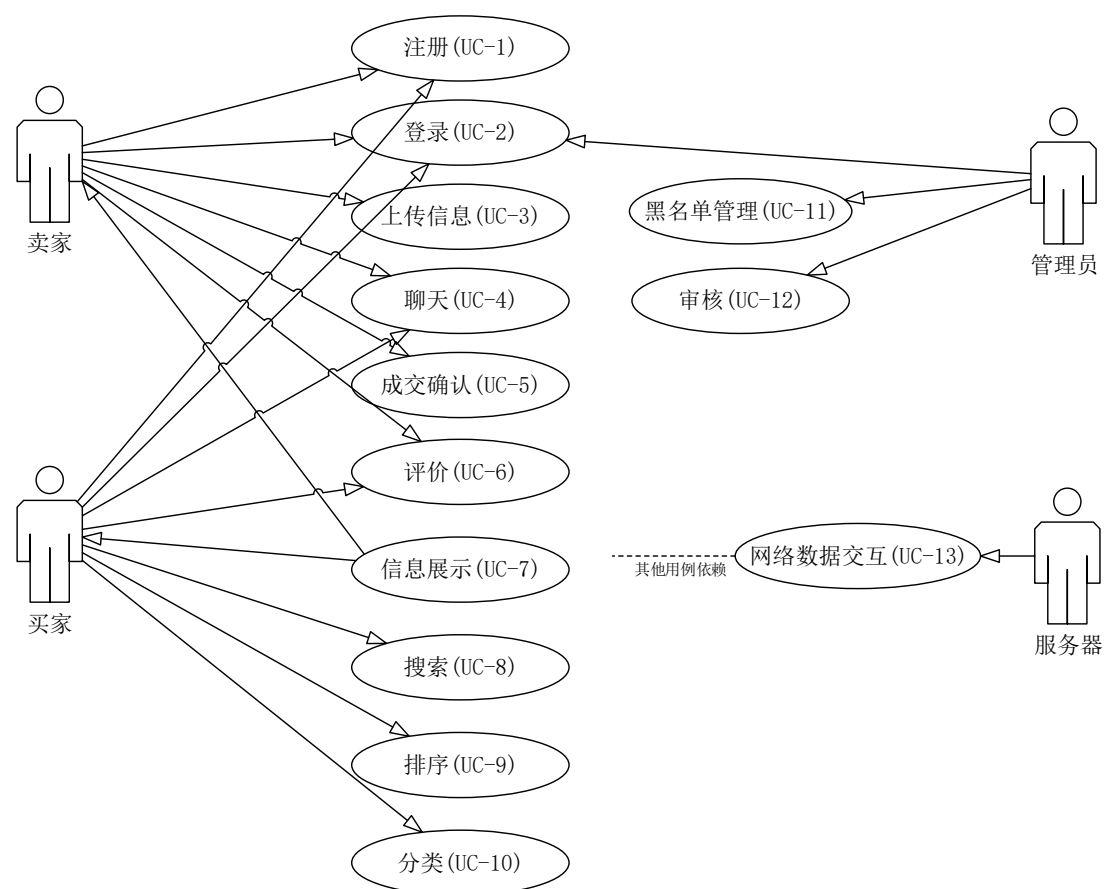 注册(UC-1)
登录(UC-2)
上传信息(UC-3)
黑名单管理(UC-11)
卖家
管理员
聊天(UC-4)
审核(UC-12)
成交确认(UC-5)
评价(UC-6)
信息展示(UC-7)
网络数据交互(UC-13)
其他用例依赖
买家
服务器
搜索(UC-8)
排序(UC-9)
分类(UC-10)